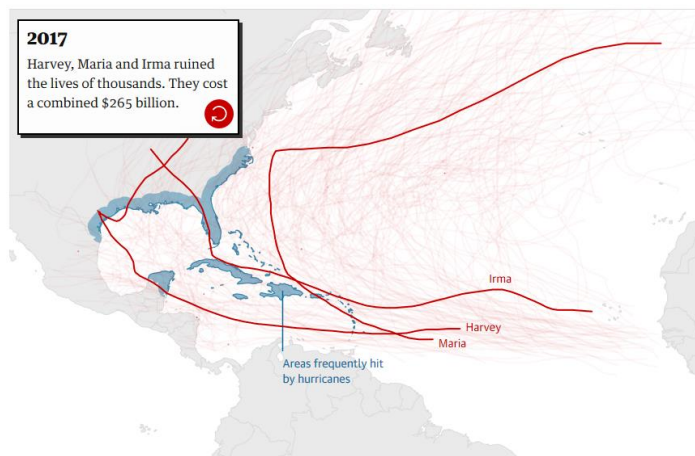 2017
Harvey, Maria and Irma ruined
the lives of thousands. They cost
a combined $265 billion.
Irma
Harvey
Maria
Areas frequently hit
by hurricanes